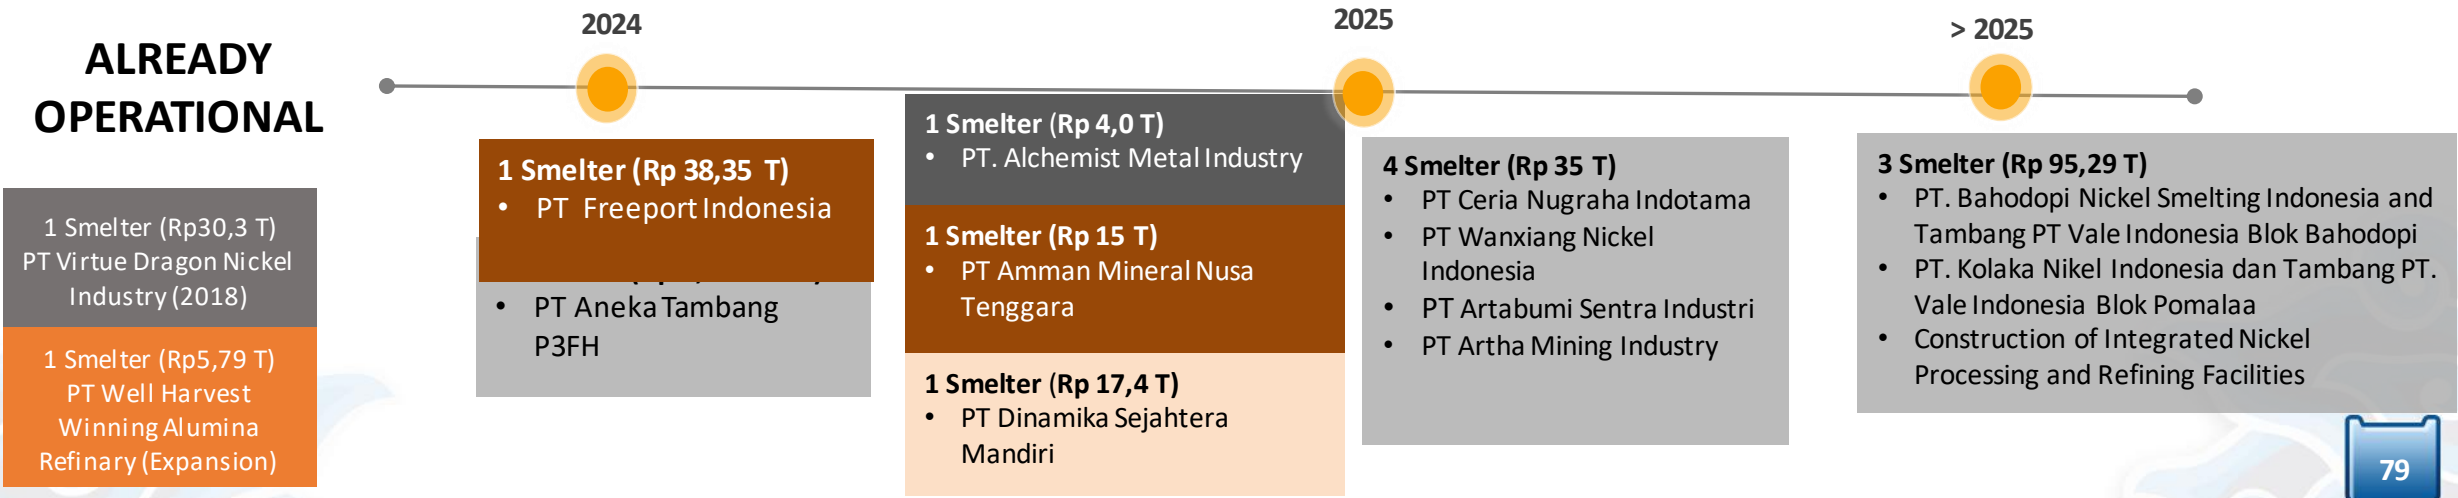 ALREADY
OPERATIONAL
1 Smelter (Rp30,3 T)
PT Virtue Dragon Nickel
Industry (2018)
1 Smelter (Rp5,79 T)
PT Well Harvest
Winning Alumina
Refinary (Expansion)
2024
1 Smelter (Rp 38,35 T)
• PT Freeport Indonesia
• PT Aneka Tambang
P3FH
1 Smelter (Rp 4,0 T)
• PT. Alchemist Metal Industry
1 Smelter (Rp 15 T)
• PT Amman Mineral Nusa
Tenggara
1 Smelter (Rp 17,4 T)
• PT Dinamika Sejahtera
Mandiri
2025
4 Smelter (Rp 35 T)
• PT Ceria Nugraha Indotama
• PT Wanxiang Nickel
Indonesia
• PT Artabumi Sentra Industri
• PT Artha Mining Industry
> 2025
3 Smelter (Rp 95,29 T)
• PT. Bahodopi Nickel Smelting Indonesia and
Tambang PT Vale Indonesia Blok Bahodopi
• PT. Kolaka Nikel Indonesia dan Tambang PT.
Vale Indonesia Blok Pomalaa
• Construction of Integrated Nickel
Processing and Refining Facilities
79